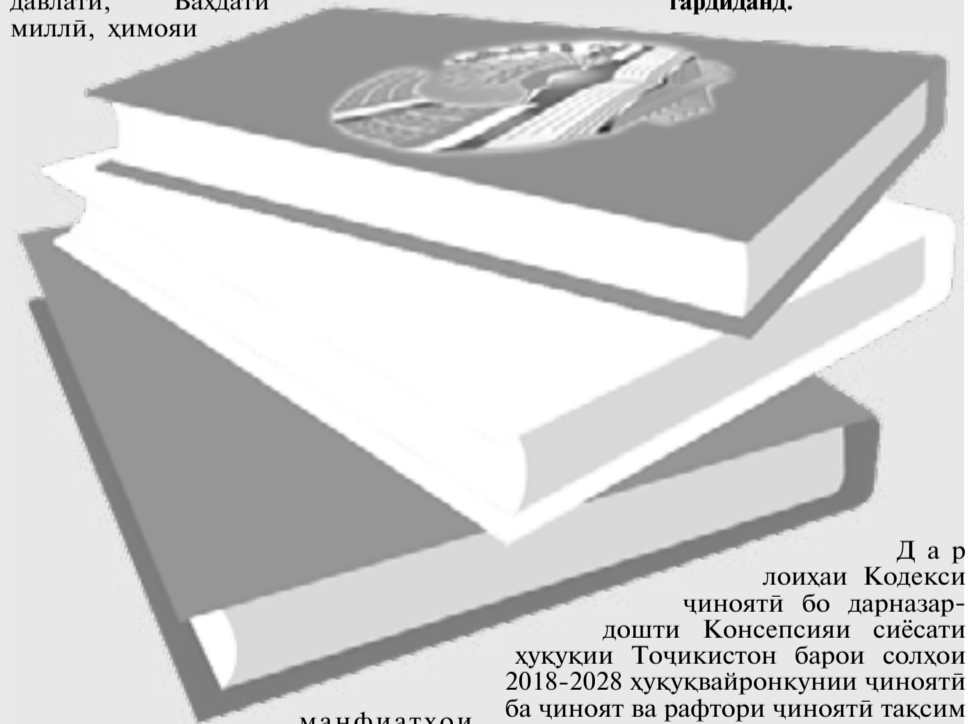 давлатӣ, Ваҳдати
миллӣ, ҳимояи
гардиданд.
Дар
лоиҳаи Кодекси
ҷиноятӣ бо дарназар-
дошти Консепсияи сиёсати
ҳуқуқии Тоҷикистон барои солҳои
2018-2028 ҳуқуқвайронкунии ҷиноятӣ
ба ҷиноят ва рафтори ҷиноятӣ тақсим
манфиатҳои